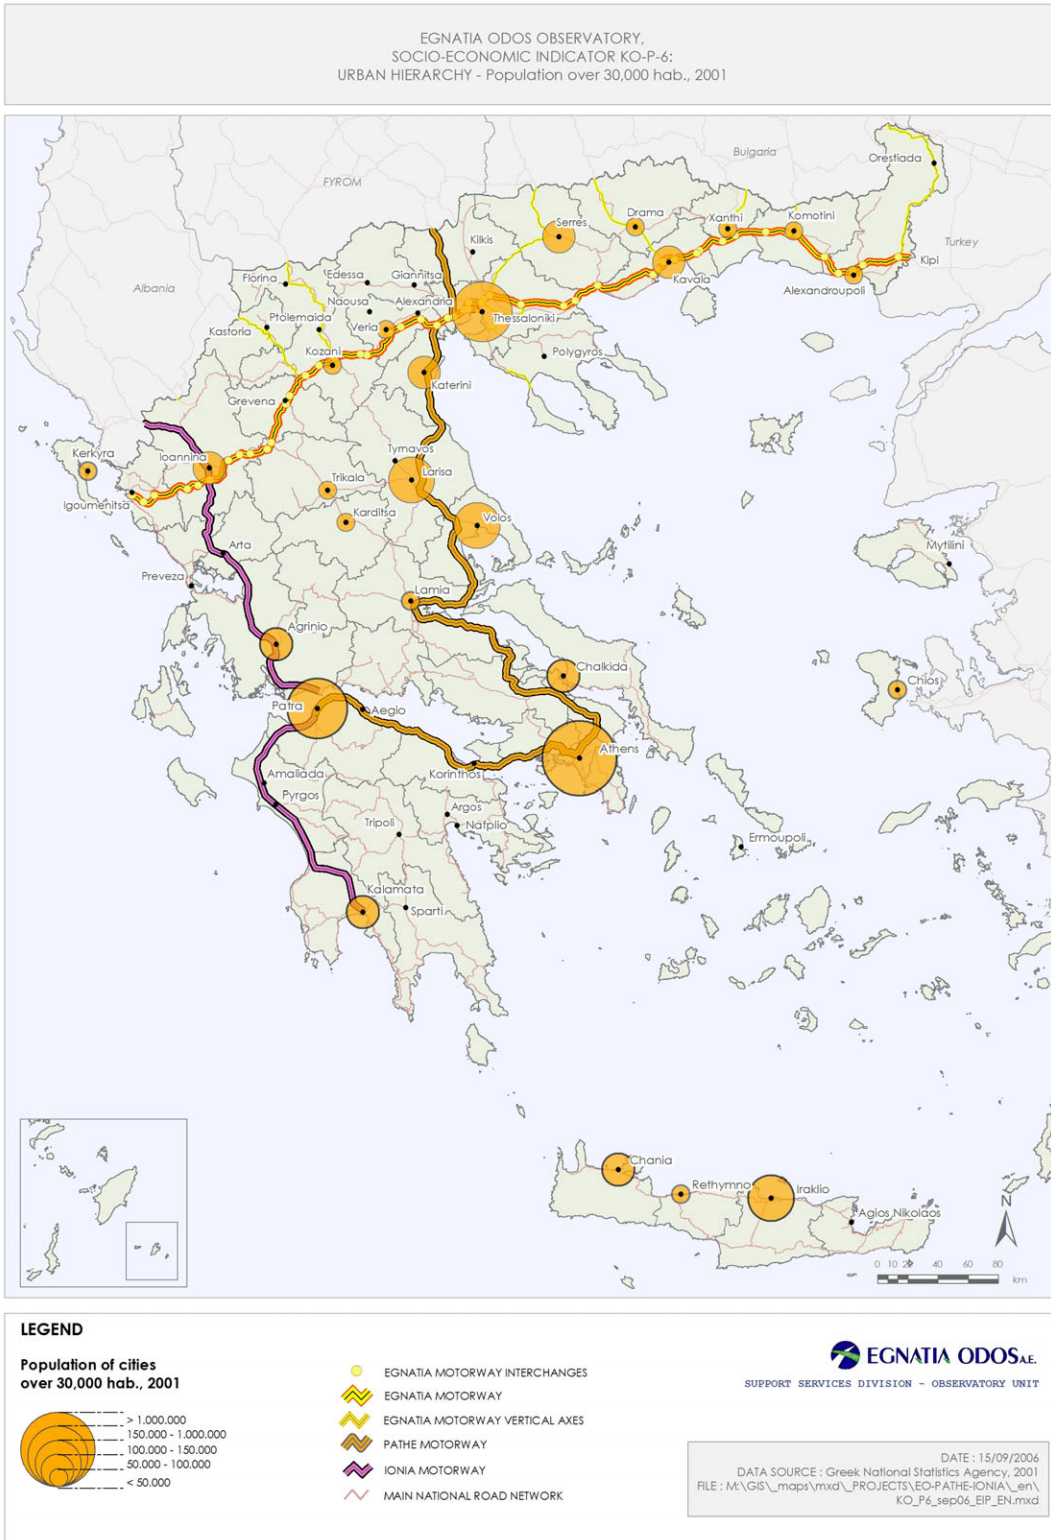 EGNATIA ODOS OBSERVATORY,
SOCIO-ECONOMIC INDICATOR KO-P-6:
URBAN HIERARCHY - Population over 30,000 hab., 2001
Bulgaria
Orestiada
FYROM
Drama
Xanthi
Komotini
Serres
Kilkis
Turkey
Kipi
Edessa
Giannitsa
Florina
Kavala
Albania
Alexandroupoli
Naousa
Alexandria
Ptolemaida
Thessaloniki
Kastoria
Veria
Kozani
Polygyros
Katerini
Grevena
Tyrnavos
Kerkyra
Ioannina
Larisa
Trikala
Igoumenitsa
Karditsa
Volos
Arta
Mytilini
Preveza
Lamia
Agrinio
Chalkida
Chios
Patra
Aegio
Athens
Korinthos
Amaliada
Pyrgos
Argos
Tripoli
Nafplio
Ermoupoli
Kalamata
Sparti
Chania
Rethymno
Iraklio
Agios Nikolaos
N
0 10 20 40 60 80
km
LEGEND
Population of cities
over 30,000 hab., 2001
> 1.000.000
150.000 - 1.000.000
100.000 - 150.000
50.000 - 100.000
< 50.000
EGNATIA MOTORWAY INTERCHANGES
EGNATIA MOTORWAY
EGNATIA MOTORWAY VERTICAL AXES
PATHE MOTORWAY
IONIA MOTORWAY
MAIN NATIONAL ROAD NETWORK
EGNATIA ODOS A.E.
SUPPORT SERVICES DIVISION - OBSERVATORY UNIT
DATE : 15/09/2006
DATA SOURCE : Greek National Statistics Agency, 2001
FILE : M:\GIS\_maps\mxd\_PROJECTS\EO-PATHE-IONIA\_en\
KO_P6_sep06_EIP_EN.mxd